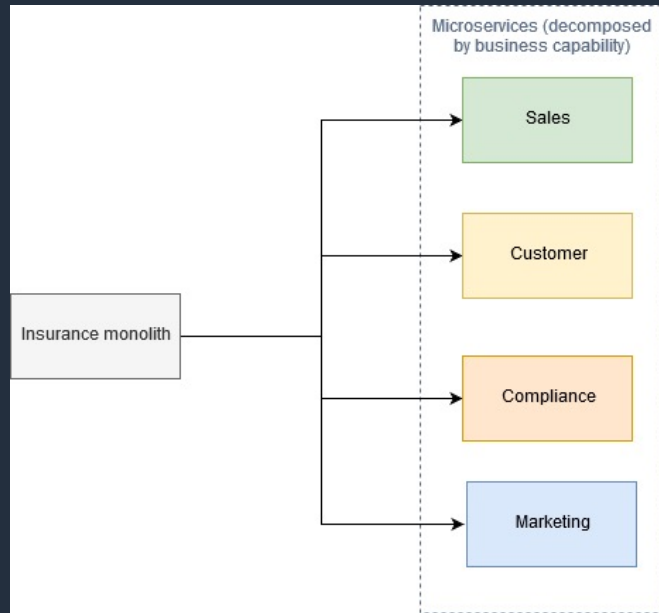 Microservices (decomposed
by business capability)
Sales
Customer
Insurance monolith
Compliance
Marketing